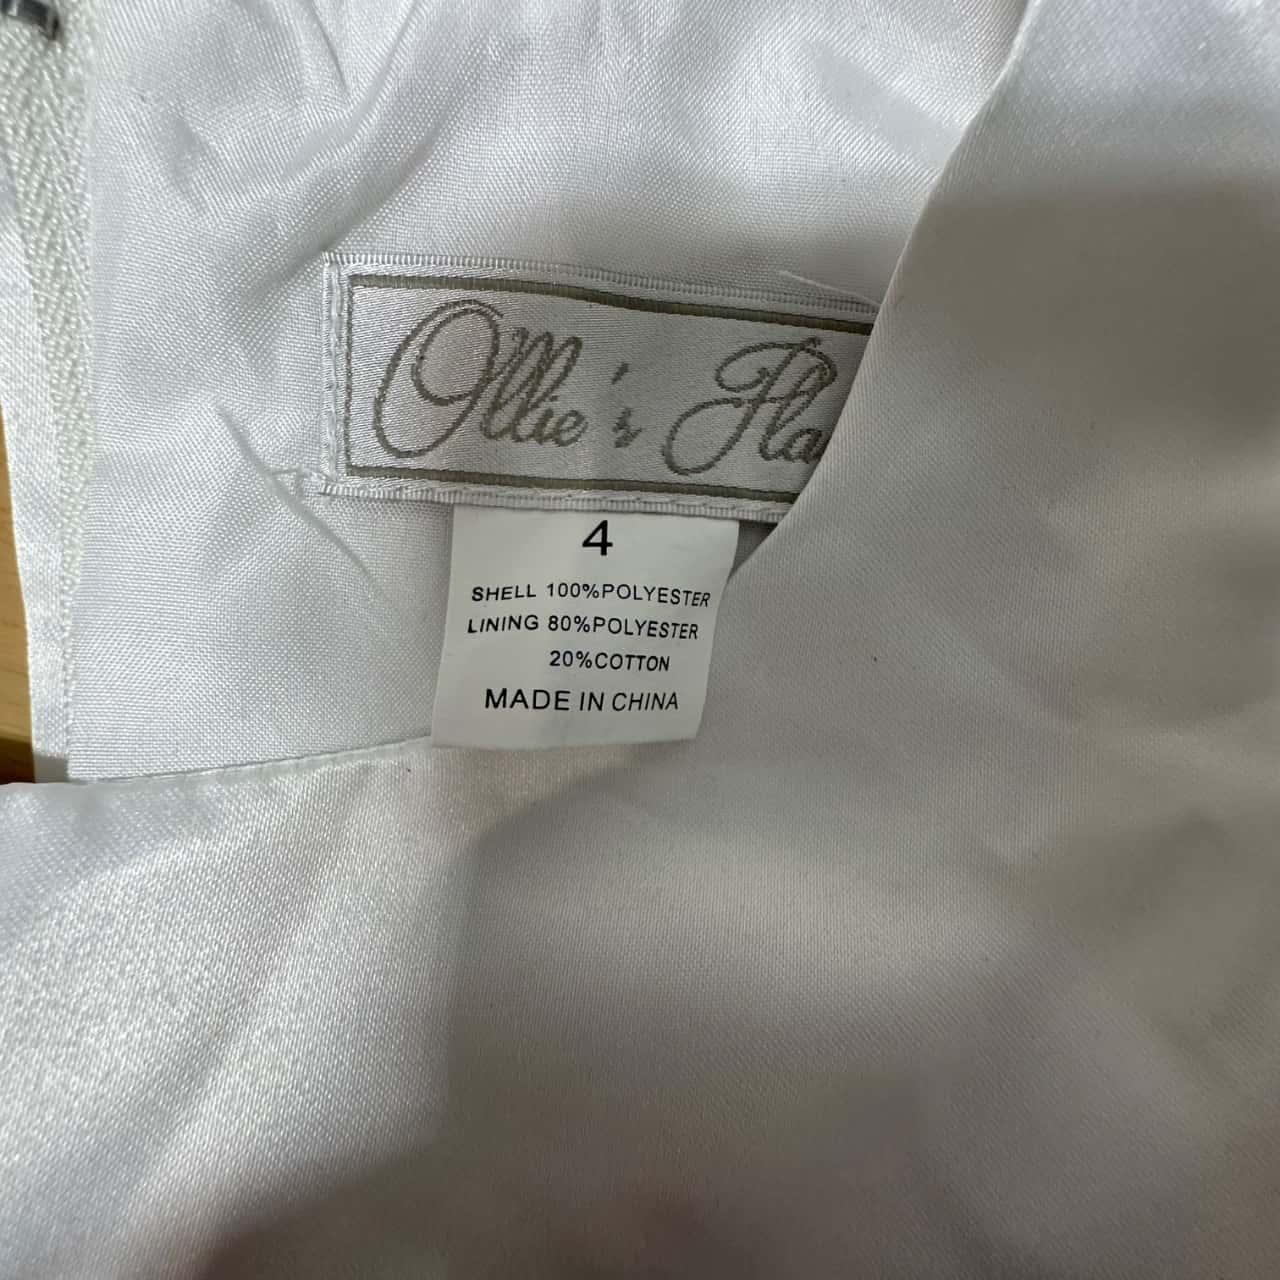 Ollie's
4
SHELL 100%POLYESTER
LINING 80%POLYESTER
20%COTTON
MADE IN CHINA